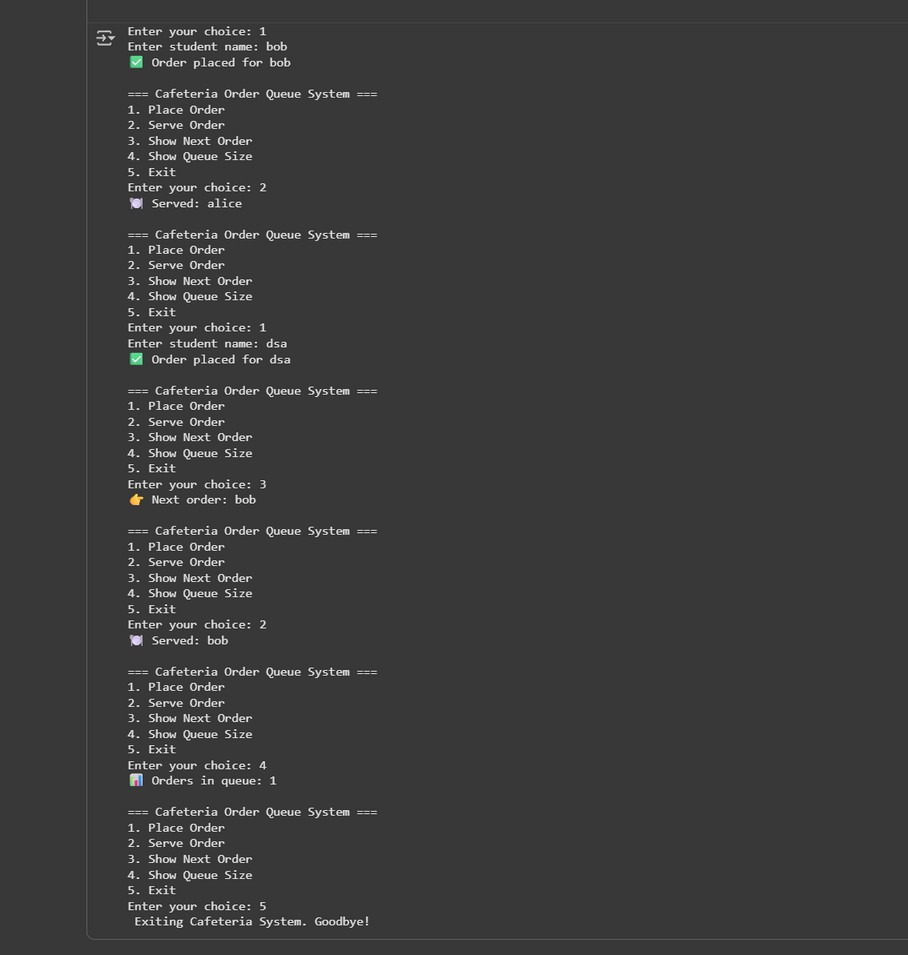 Enter your choice: 1
Enter student name: bob
✅ Order placed for bob
=== Cafeteria Order Queue System ===
1. Place Order
2. Serve Order
3. Show Next Order
4. Show Queue Size
5. Exit
Enter your choice: 2
🍽️ Served: alice
=== Cafeteria Order Queue System ===
1. Place Order
2. Serve Order
3. Show Next Order
4. Show Queue Size
5. Exit
Enter your choice: 1
Enter student name: dsa
✅ Order placed for dsa
=== Cafeteria Order Queue System ===
1. Place Order
2. Serve Order
3. Show Next Order
4. Show Queue Size
5. Exit
Enter your choice: 3
👉 Next order: bob
=== Cafeteria Order Queue System ===
1. Place Order
2. Serve Order
3. Show Next Order
4. Show Queue Size
5. Exit
Enter your choice: 2
🍽️ Served: bob
=== Cafeteria Order Queue System ===
1. Place Order
2. Serve Order
3. Show Next Order
4. Show Queue Size
5. Exit
Enter your choice: 4
📊 Orders in queue: 1
=== Cafeteria Order Queue System ===
1. Place Order
2. Serve Order
3. Show Next Order
4. Show Queue Size
5. Exit
Enter your choice: 5
Exiting Cafeteria System. Goodbye!